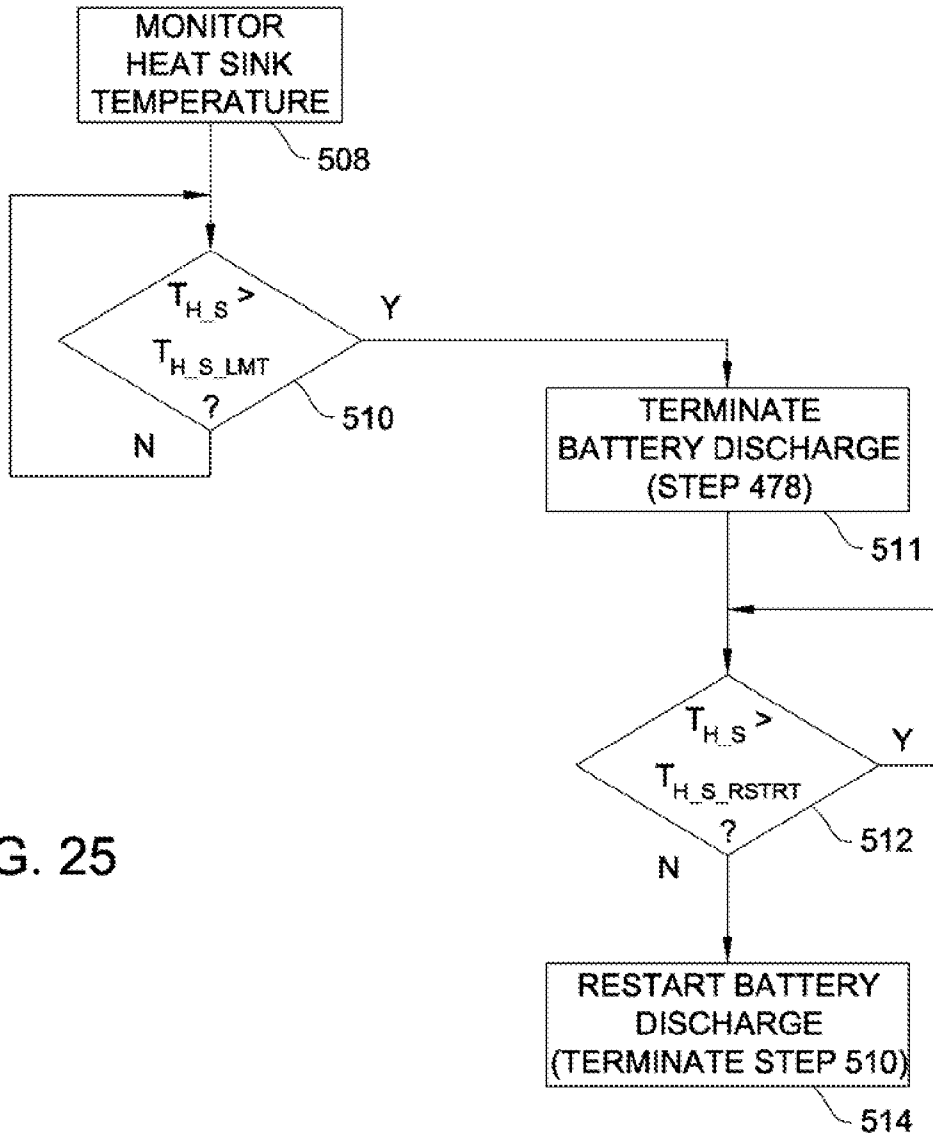 MONITOR
HEAT SINK
TEMPERATURE
508
T_H_S >
T_H_S_LMT
?
Y
N
510
TERMINATE
BATTERY DISCHARGE
(STEP 478)
511
T_H_S >
T_H_S_RSTRT
?
Y
N
512
G. 25
RESTART BATTERY
DISCHARGE
(TERMINATE STEP 510)
514